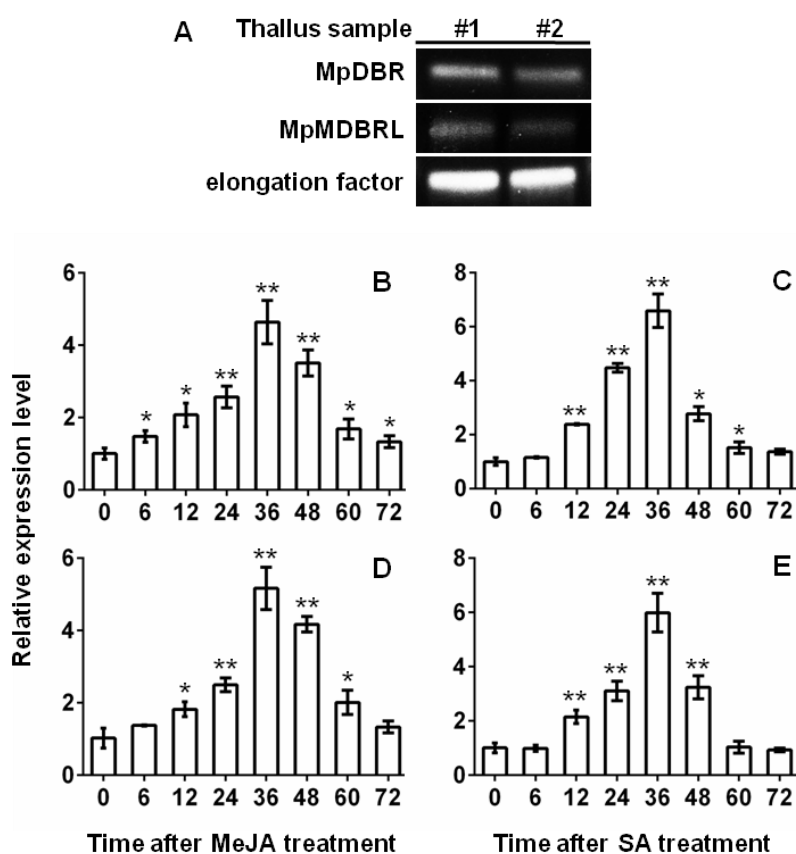 A
Thallus sample #1 #2
MpDBR
MpMDBRL
elongation factor
Relative expression level
B
6
4
2
0
* * ** ** ** * *
0 6 12 24 36 48 60 72
C
8
6
4
2
0
** ** ** * *
0 6 12 24 36 48 60 72
D
6
4
2
0
* ** ** ** *
0 6 12 24 36 48 60 72
Time after MeJA treatment
E
8
6
4
2
0
** ** ** **
0 6 12 24 36 48 60 72
Time after SA treatment